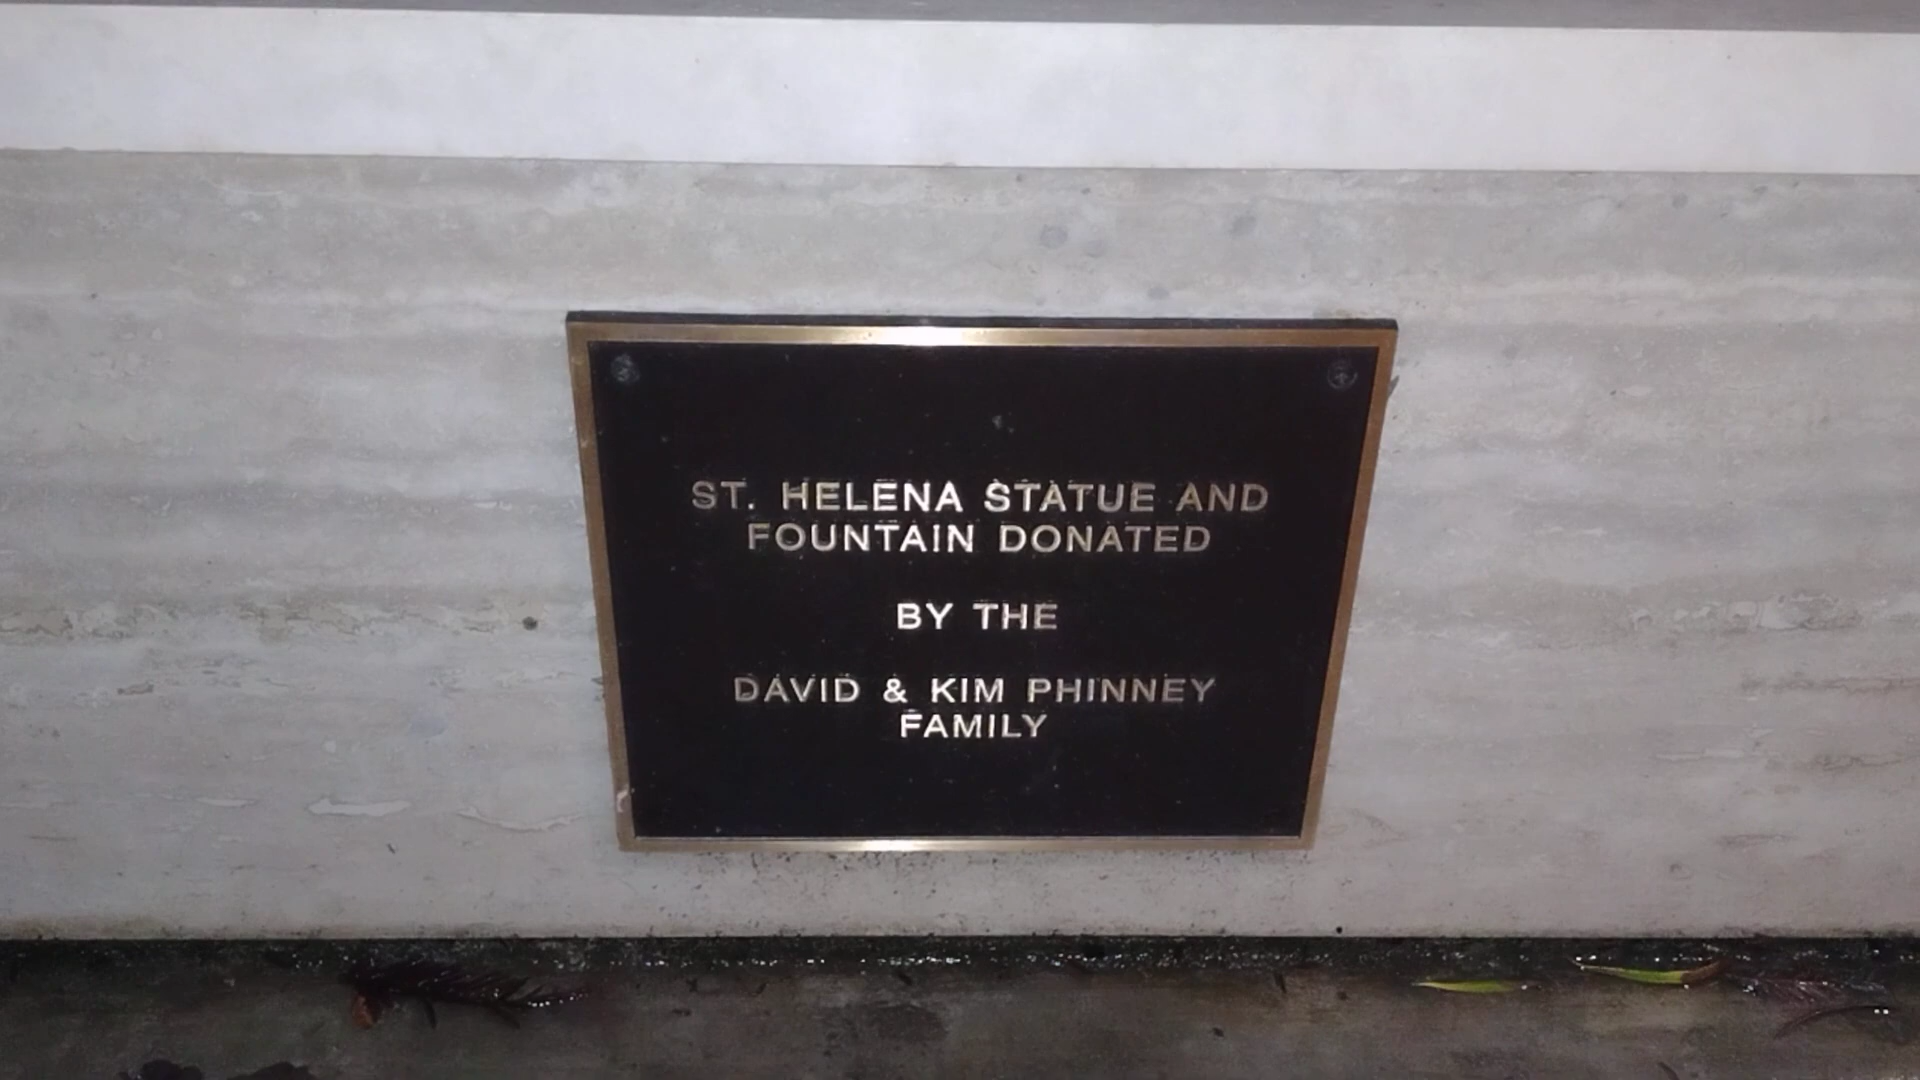 ST. HELENA STATUE AND
FOUNTAIN DONATED
BY THE
DAVID & KIM PHINNEY
FAMILY